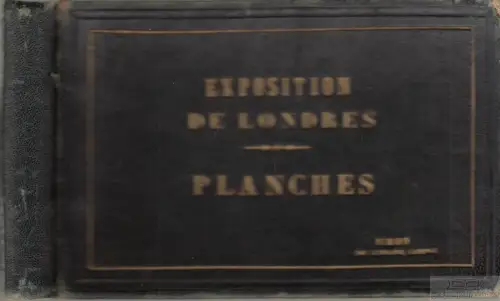 EXPOSITION
DE LONDRES
PLANCHES